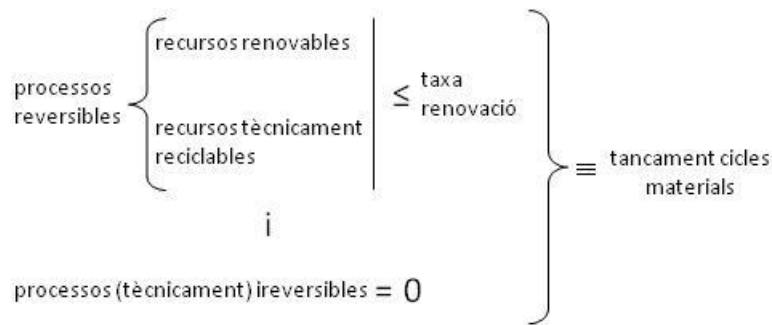 recursos renovables
processos
reversibles
recursos tècnicament
reciclables
≤ taxa
renovació
≡ tancament cicles
materials
i
processos (tècnicament) ireversibles = 0